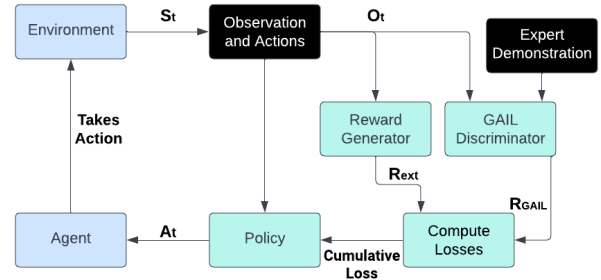 Environment
St
Observation
and Actions
Ot
Expert
Demonstration
Takes
Action
Reward
Generator
GAIL
Discriminator
Rext
RGAIL
Agent
At
Policy
Cumulative
Loss
Compute
Losses